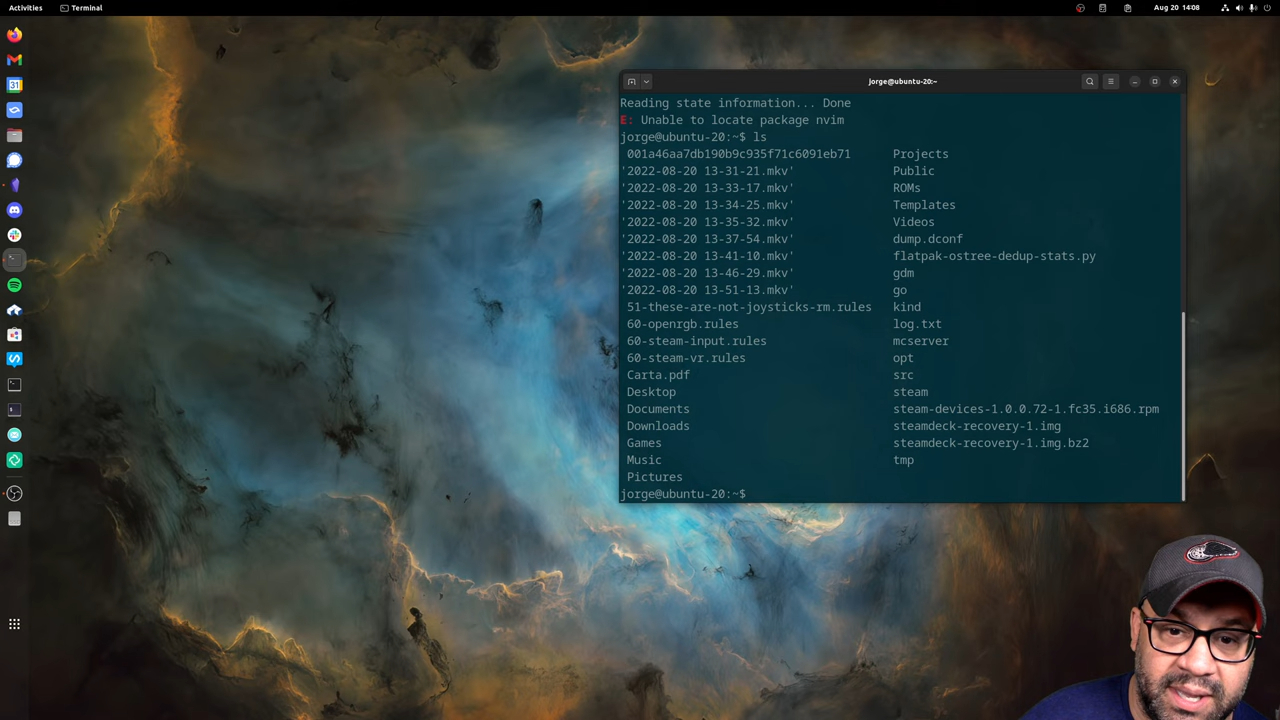 Activities
Terminal
Aug 20 14:08
31
jorge@ubuntu-20:~
Reading state information... Done
E: Unable to locate package nvim
jorge@ubuntu-20:~$ ls
001a46aa7db190b9c935f71c6091eb71 Projects
'2022-08-20 13-31-21.mkv' Public
'2022-08-20 13-33-17.mkv' ROMs
'2022-08-20 13-34-25.mkv' Templates
'2022-08-20 13-35-32.mkv' Videos
'2022-08-20 13-37-54.mkv' dump.dconf
'2022-08-20 13-41-10.mkv' flatpak-ostree-dedup-stats.py
'2022-08-20 13-46-29.mkv' gdm
'2022-08-20 13-51-13.mkv' go
51-these-are-not-joysticks-rm.rules kind
60-openrgb.rules log.txt
60-steam-input.rules mcserver
60-steam-vr.rules opt
Carta.pdf src
Desktop steam
Documents steam-devices-1.0.0.72-1.fc35.i686.rpm
Downloads steamdeck-recovery-1.img
Games steamdeck-recovery-1.img.bz2
Music tmp
Pictures
jorge@ubuntu-20:~$